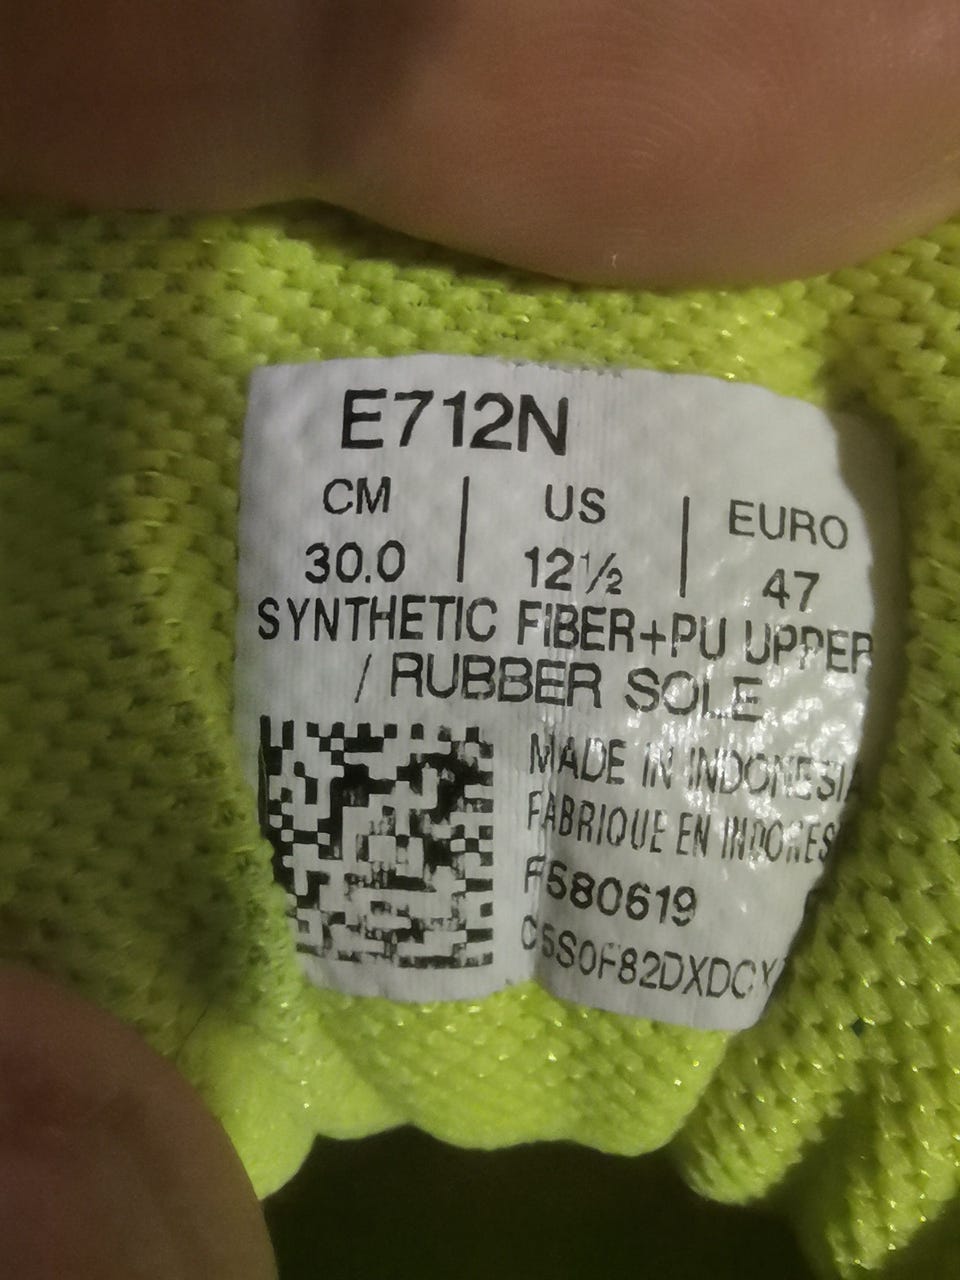 E712N
CM | US | EURO
30.0 | 12½ | 47
SYNTHETIC FIBER+PU UPPER
/ RUBBER SOLE
MADE IN INDONESIA
FABRIQUE EN INDONES
F580619